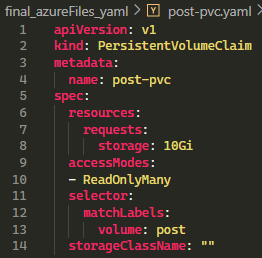 final_azureFiles_yaml > post-pvc.yaml
1 apiVersion: v1
2 kind: PersistentVolumeClaim
3 metadata:
4   name: post-pvc
5 spec:
6   resources:
7     requests:
8       storage: 10Gi
9   accessModes:
10   - ReadOnlyMany
11   selector:
12     matchLabels:
13       volume: post
14   storageClassName: ""